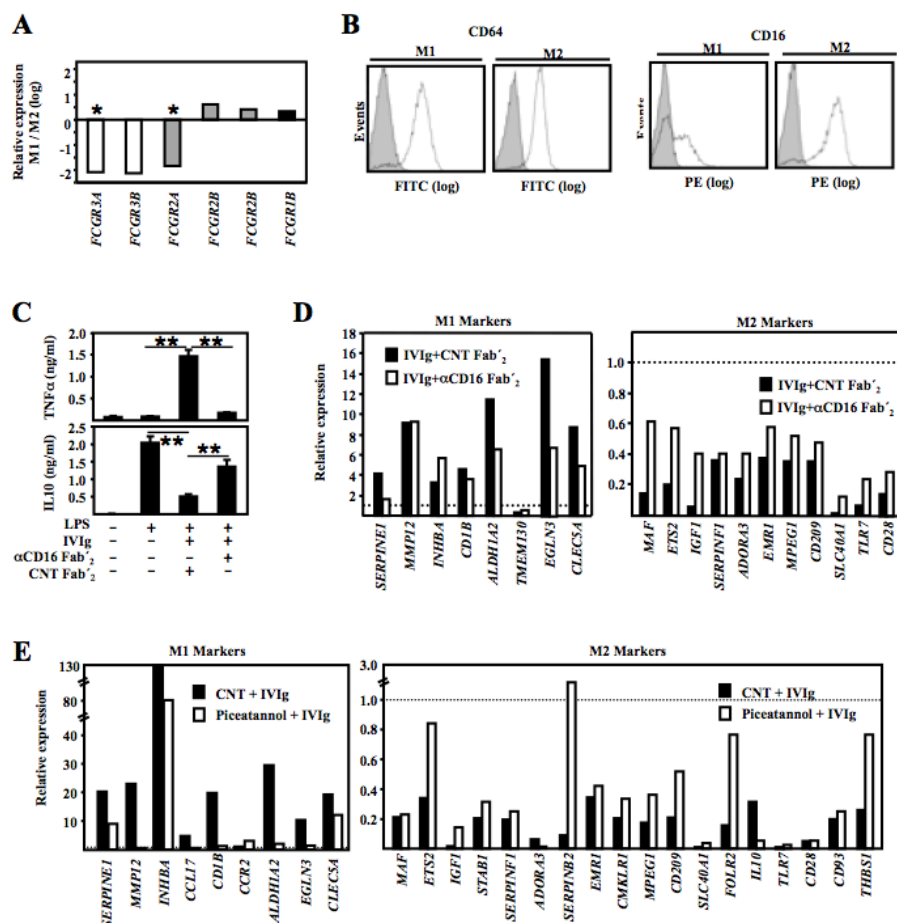 A
Relative expression
M1 / M2 (log)
2
1
0
-1
-2
* *
FCGR3A
FCGR3B
FCGR2A
FCGR2B
FCGR2B
FCGR1B
B
CD64
M1 M2
Events
FITC (log) FITC (log)
CD16
M1 M2
Events
PE (log) PE (log)
C
TNFα (ng/ml)
2.0
1.5
1.0
0.5
0.0
** **
IL10 (ng/ml)
2.5
2.0
1.5
1.0
0.5
0.0
** **
LPS – + + +
IVIg – – + +
αCD16 Fab´2 – – – +
CNT Fab´2 – – + –
D
M1 Markers
Relative expression
18
16
14
12
10
8
6
4
2
IVIg+CNT Fab´2
IVIg+αCD16 Fab´2
SERPINE1
MMP12
INHBA
CD1B
ALDH1A2
TMEM130
EGLN3
CLEC5A
M2 Markers
1.0
0.8
0.6
0.4
0.2
IVIg+CNT Fab´2
IVIg+αCD16 Fab´2
MAF
ETS2
IGF1
SERPINF1
ADORA3
EMR1
MPEG1
CD209
SLC40A1
TLR7
CD28
E
M1 Markers
Relative expression
130
80
40
30
20
10
CNT + IVIg
Piceatannol + IVIg
SERPINE1
MMP12
INHBA
CCL17
CD1B
CCR2
ALDH1A2
EGLN3
CLEC5A
M2 Markers
3.0
1.0
0.8
0.6
0.4
0.2
CNT + IVIg
Piceatannol + IVIg
MAF
ETS2
IGF1
STAB1
SERPINF1
ADORA3
SERPINB2
EMR1
CMKLR1
MPEG1
CD209
SLC40A1
FOLR2
IL10
TLR7
CD28
CD93
THBS1